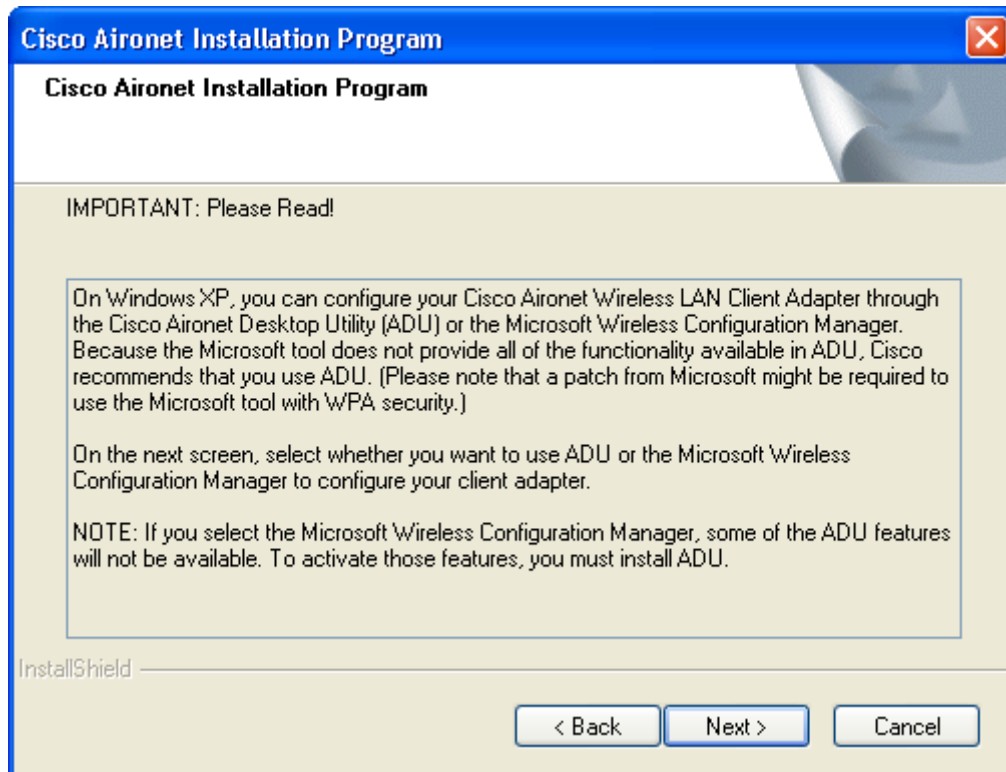 Cisco Aironet Installation Program
Cisco Aironet Installation Program
IMPORTANT: Please Read!
On Windows XP, you can configure your Cisco Aironet Wireless LAN Client Adapter through
the Cisco Aironet Desktop Utility (ADU) or the Microsoft Wireless Configuration Manager.
Because the Microsoft tool does not provide all of the functionality available in ADU, Cisco
recommends that you use ADU. (Please note that a patch from Microsoft might be required to
use the Microsoft tool with WPA security.)
On the next screen, select whether you want to use ADU or the Microsoft Wireless
Configuration Manager to configure your client adapter.
NOTE: If you select the Microsoft Wireless Configuration Manager, some of the ADU features
will not be available. To activate those features, you must install ADU.
InstallShield
< Back Next > Cancel